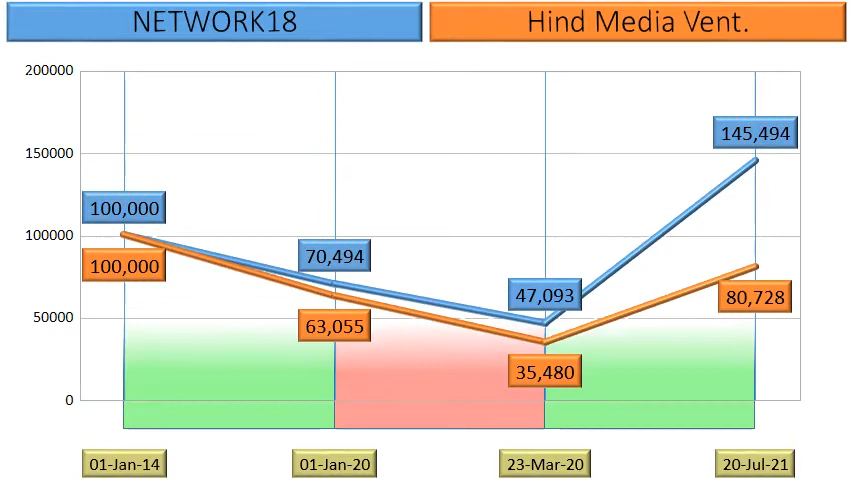 NETWORK18
Hind Media Vent.
200000
150000
100000
50000
0
100,000
100,000
70,494
63,055
47,093
35,480
145,494
80,728
01-Jan-14
01-Jan-20
23-Mar-20
20-Jul-21